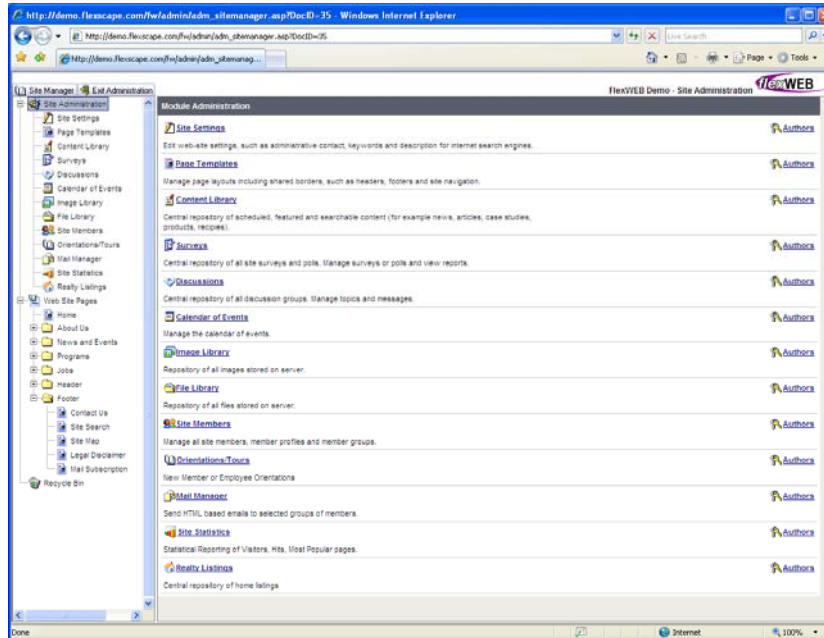 http://demo.flexscape.com/fw/admin/adm_sitemanager.asp?DocID=35 - Windows Internet Explorer
http://demo.flexscape.com/fw/admin/adm_sitemanager.asp?DocID=35
Live Search
http://demo.flexscape.com/fw/admin/adm_sitemanag...
Page
Tools
Site Manager
Exit Administration
FlexWEB Demo - Site Administration
flexWEB
Site Administration
Site Settings
Page Templates
Content Library
Surveys
Discussions
Calendar of Events
Image Library
File Library
Site Members
Orientations/Tours
Mail Manager
Site Statistics
Realty Listings
Web Site Pages
Home
About Us
News and Events
Programs
Jobs
Header
Footer
Contact Us
Site Search
Site Map
Legal Disclaimer
Mail Subscription
Recycle Bin
Module Administration
Site Settings Authors
Edit web-site settings, such as administrative contact, keywords and description for internet search engines.
Page Templates Authors
Manage page layouts including shared borders, such as headers, footers and site navigation.
Content Library Authors
Central repository of scheduled, featured and searchable content (for example news, articles, case studies,
products, recipies).
Surveys Authors
Central repository of all site surveys and polls. Manage surveys or polls and view reports.
Discussions Authors
Central repository of all discussion groups. Manage topics and messages.
Calendar of Events Authors
Manage the calendar of events.
Image Library Authors
Repository of all images stored on server.
File Library Authors
Repository of all files stored on server.
Site Members Authors
Manage all site members, member profiles and member groups.
Orientations/Tours Authors
New Member or Employee Orientations
Mail Manager Authors
Send HTML based emails to selected groups of members.
Site Statistics Authors
Statistical Reporting of Visitors, Hits, Most Popular pages.
Realty Listings Authors
Central repository of home listings
Done
Internet
100%